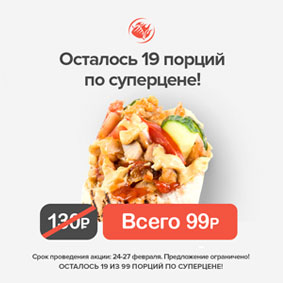 Осталось 19 порций
по суперцене!
130Р
Всего 99Р
Срок проведения акции: 24-27 февраля. Предложение ограничено!
ОСТАЛОСЬ 19 ИЗ 99 ПОРЦИЙ ПО СУПЕРЦЕНЕ!